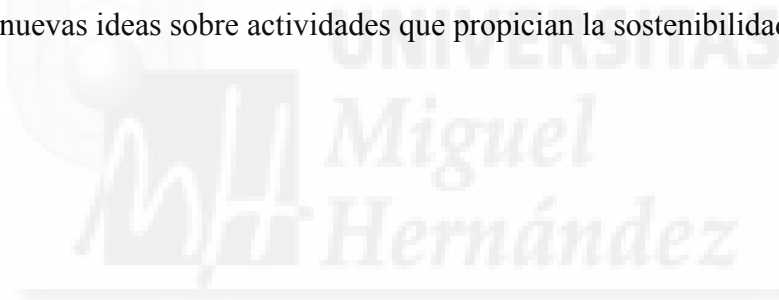 nuevas ideas sobre actividades que propician la sostenibilidad
UNIVERSITAS
Miguel
Hernández